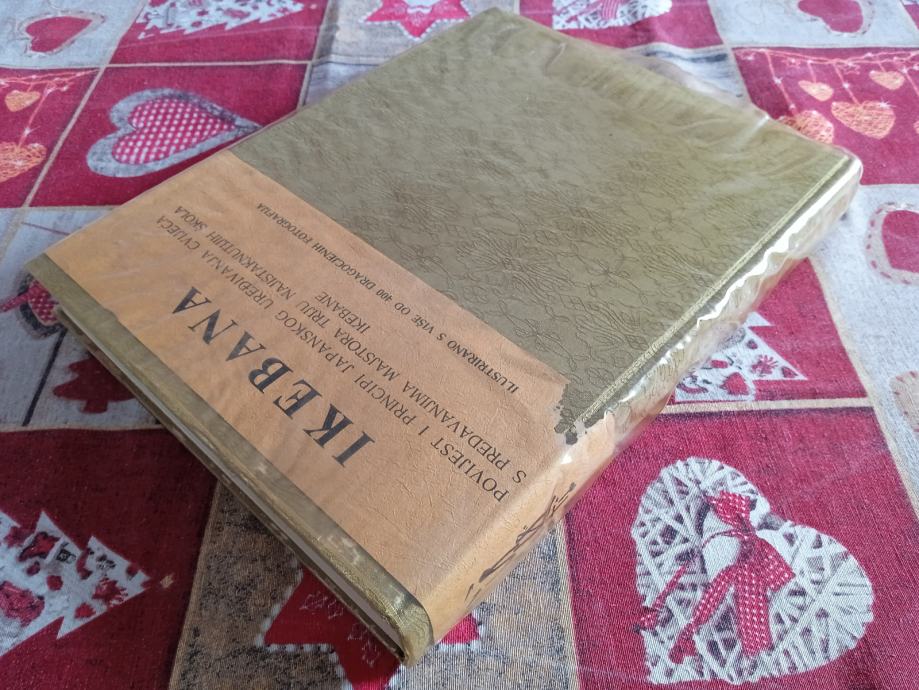 IKEBANA
POVIJEST I PRINCIPI JAPANSKOG UREĐIVANJA CVIJEĆA
S PREDAVANJIMA MAJSTORA TRIJU NAJISTAKNUTIJIH ŠKOLA
IKEBANE
ILUSTRIRANO S VIŠE OD 400 DRAGOCJENIH FOTOGRAFIJA